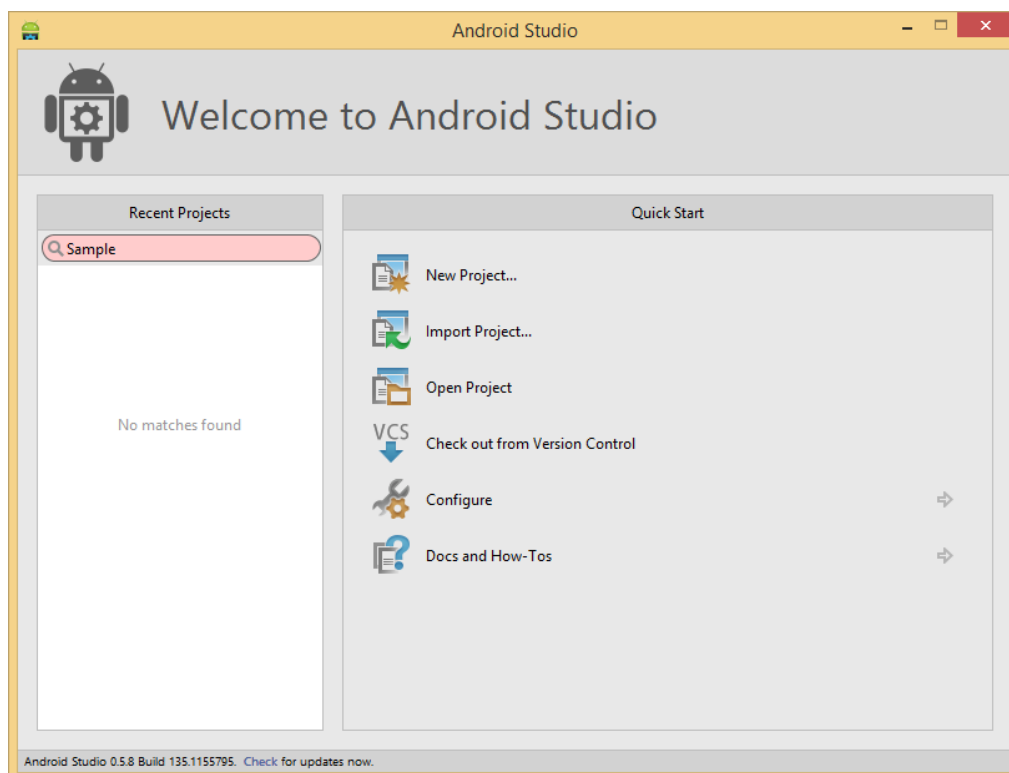 Android Studio
Welcome to Android Studio
Recent Projects
Sample
No matches found
Quick Start
New Project...
Import Project...
Open Project
VCS
Check out from Version Control
Configure
Docs and How-Tos
Android Studio 0.5.8 Build 135.1155795. Check for updates now.